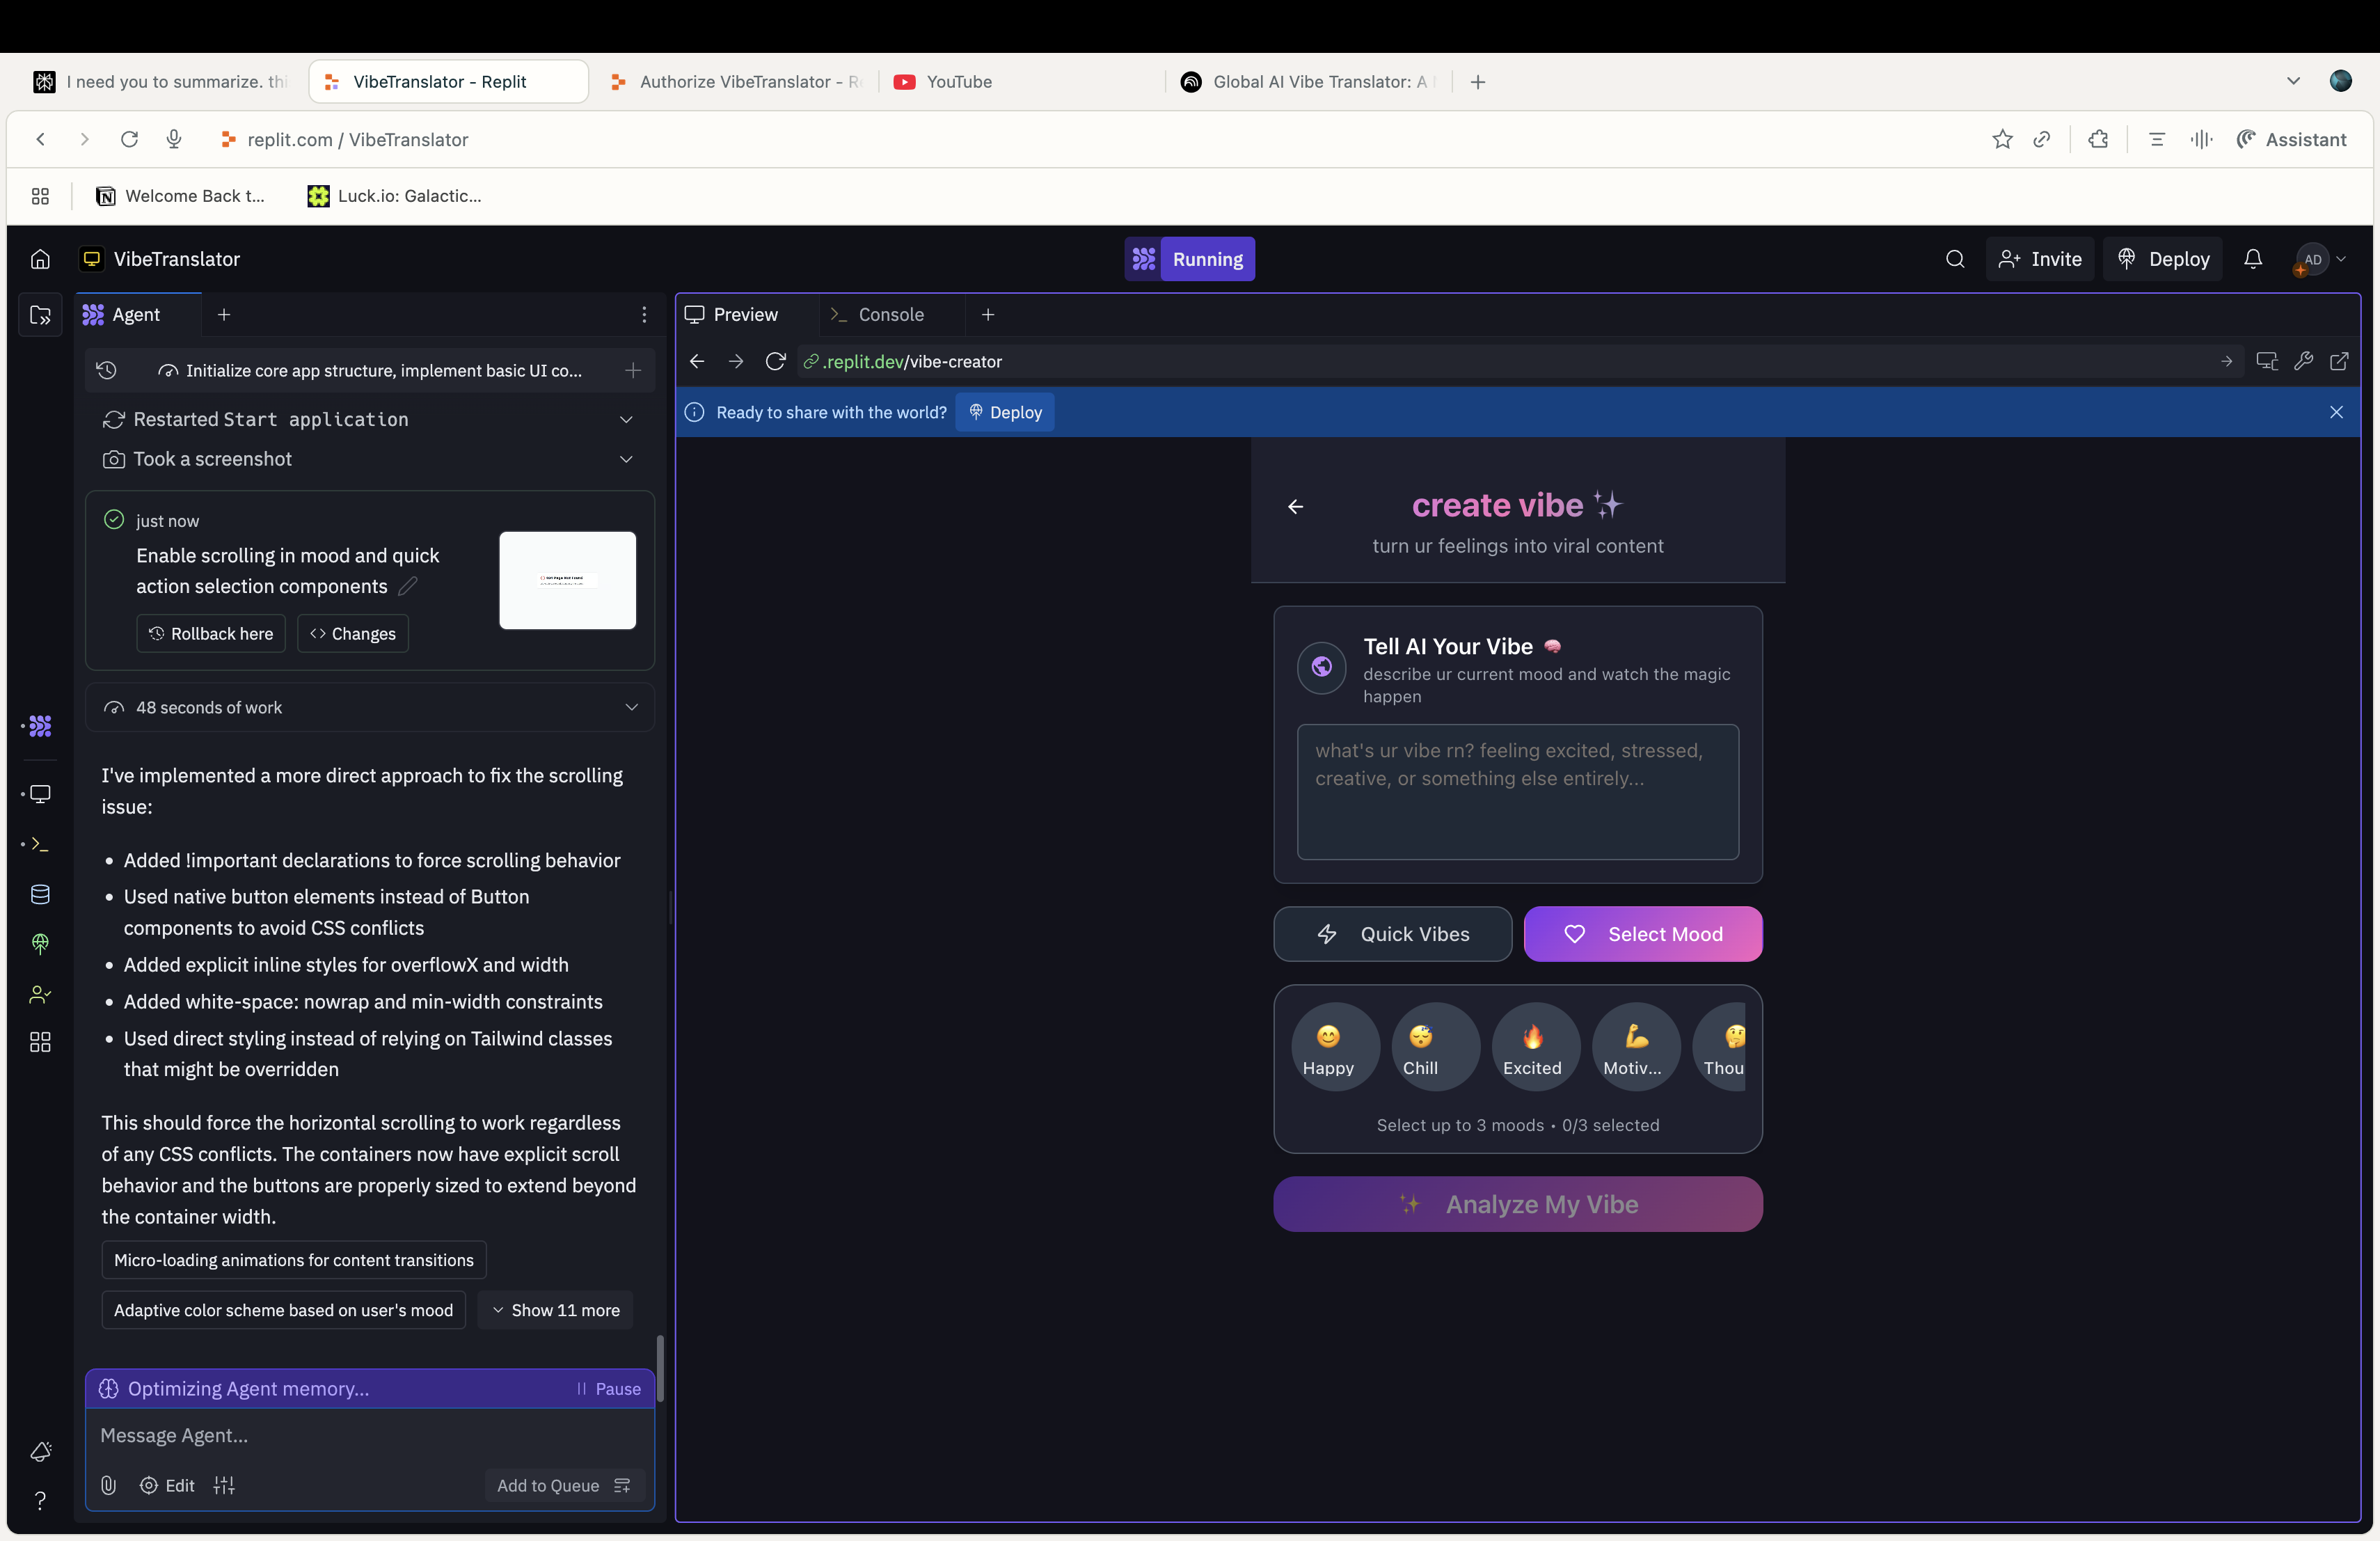 I need you to summarize. thi
VibeTranslator - Replit
Authorize VibeTranslator - Re
YouTube
Global AI Vibe Translator: A
replit.com / VibeTranslator
Assistant
Welcome Back t...
Luck.io: Galactic...
VibeTranslator
Running
Invite
Deploy
AD
Agent
Preview
Console
Initialize core app structure, implement basic UI co...
.replit.dev/vibe-creator
Restarted Start application
Ready to share with the world?
Deploy
Took a screenshot
just now
Enable scrolling in mood and quick
action selection components
Rollback here
Changes
48 seconds of work
I've implemented a more direct approach to fix the scrolling
issue:
• Added !important declarations to force scrolling behavior
• Used native button elements instead of Button
components to avoid CSS conflicts
• Added explicit inline styles for overflowX and width
• Added white-space: nowrap and min-width constraints
• Used direct styling instead of relying on Tailwind classes
that might be overridden
This should force the horizontal scrolling to work regardless
of any CSS conflicts. The containers now have explicit scroll
behavior and the buttons are properly sized to extend beyond
the container width.
Micro-loading animations for content transitions
Adaptive color scheme based on user's mood
Show 11 more
Optimizing Agent memory...
Pause
Message Agent...
Edit
Add to Queue
create vibe ✨
turn ur feelings into viral content
Tell AI Your Vibe 🧠
describe ur current mood and watch the magic
happen
what's ur vibe rn? feeling excited, stressed,
creative, or something else entirely...
Quick Vibes
Select Mood
Happy
Chill
Excited
Motiv...
Thou
Select up to 3 moods • 0/3 selected
✨ Analyze My Vibe